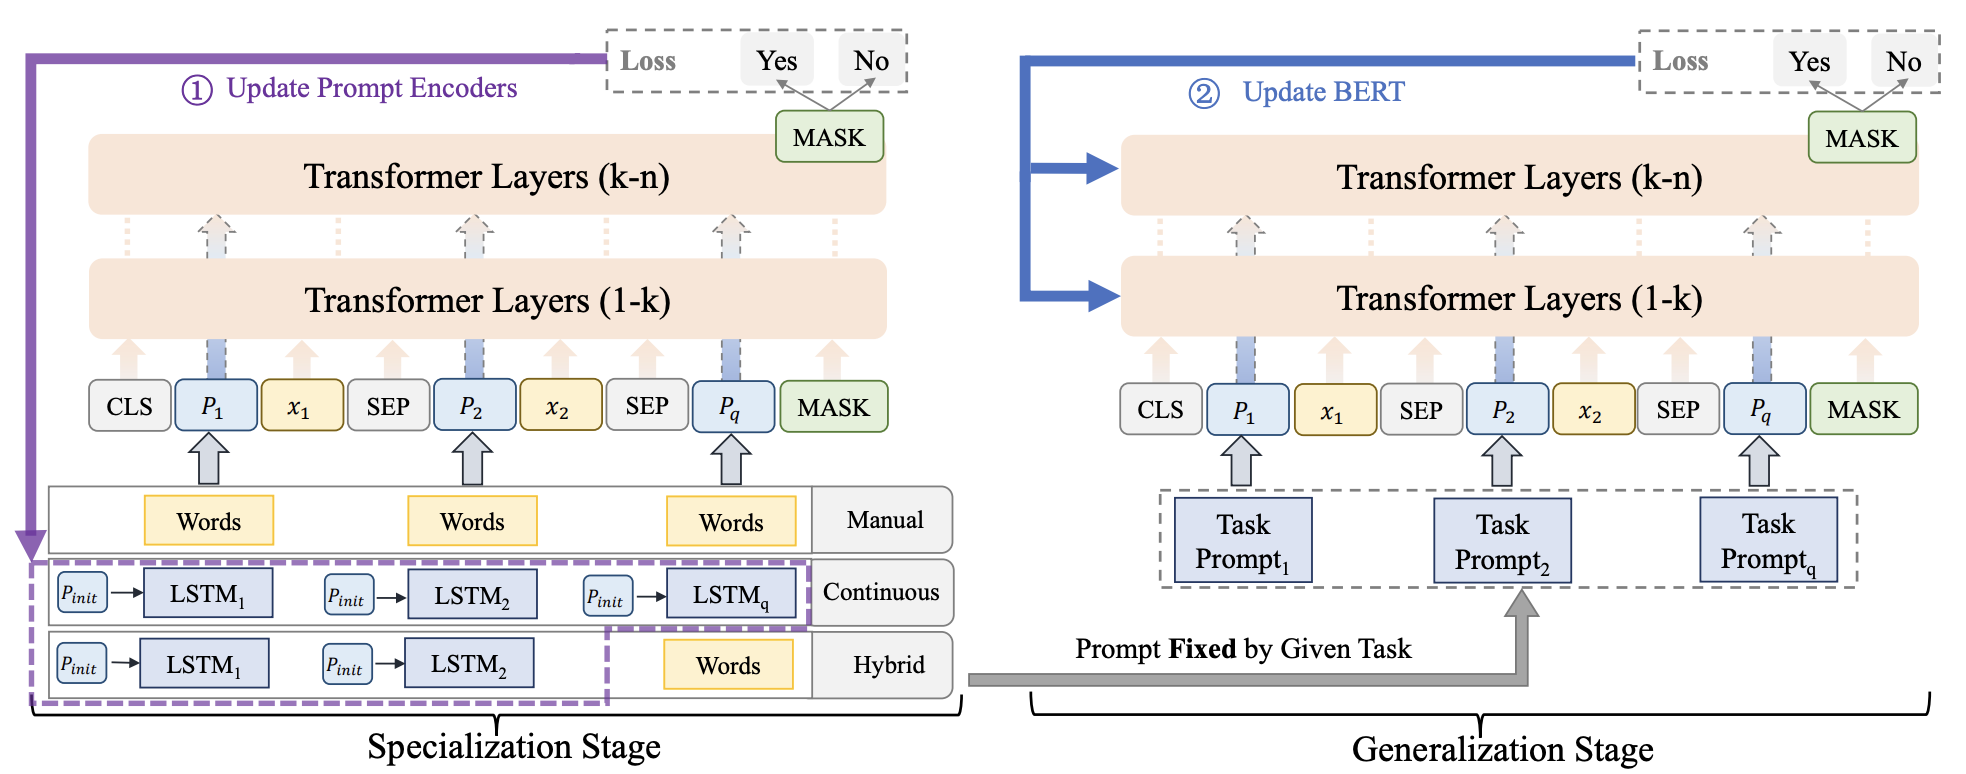 Loss Yes No
① Update Prompt Encoders
MASK
Transformer Layers (k-n)
Transformer Layers (1-k)
CLS P1 x1 SEP P2 x2 SEP Pq MASK
Words Words Words Manual
Pinit LSTM1 Pinit LSTM2 Pinit LSTMq Continuous
Pinit LSTM1 Pinit LSTM2 Words Hybrid
Specialization Stage
Loss Yes No
② Update BERT
MASK
Transformer Layers (k-n)
Transformer Layers (1-k)
CLS P1 x1 SEP P2 x2 SEP Pq MASK
Task Task Task
Prompt1 Prompt2 Promptq
Prompt Fixed by Given Task
Generalization Stage